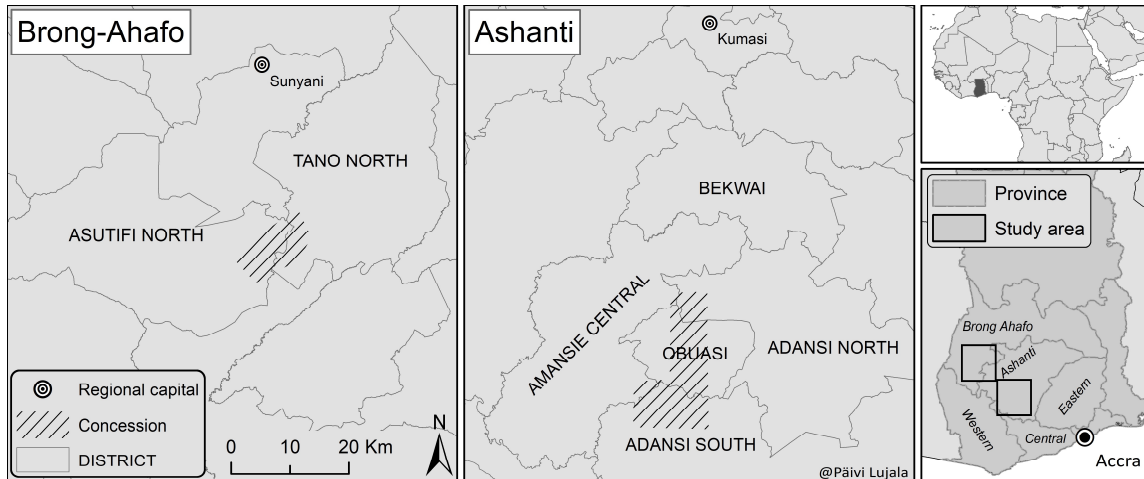 Brong-Ahafo
Sunyani
TANO NORTH
ASUTIFI NORTH
Regional capital
Concession
DISTRICT
0 10 20 Km
N
Ashanti
Kumasi
BEKWAI
AMANSIE CENTRAL
OBUASI
ADANSI NORTH
ADANSI SOUTH
@Päivi Lujala
Province
Study area
Brong Ahafo
Ashanti
Eastern
Western
Central
Accra